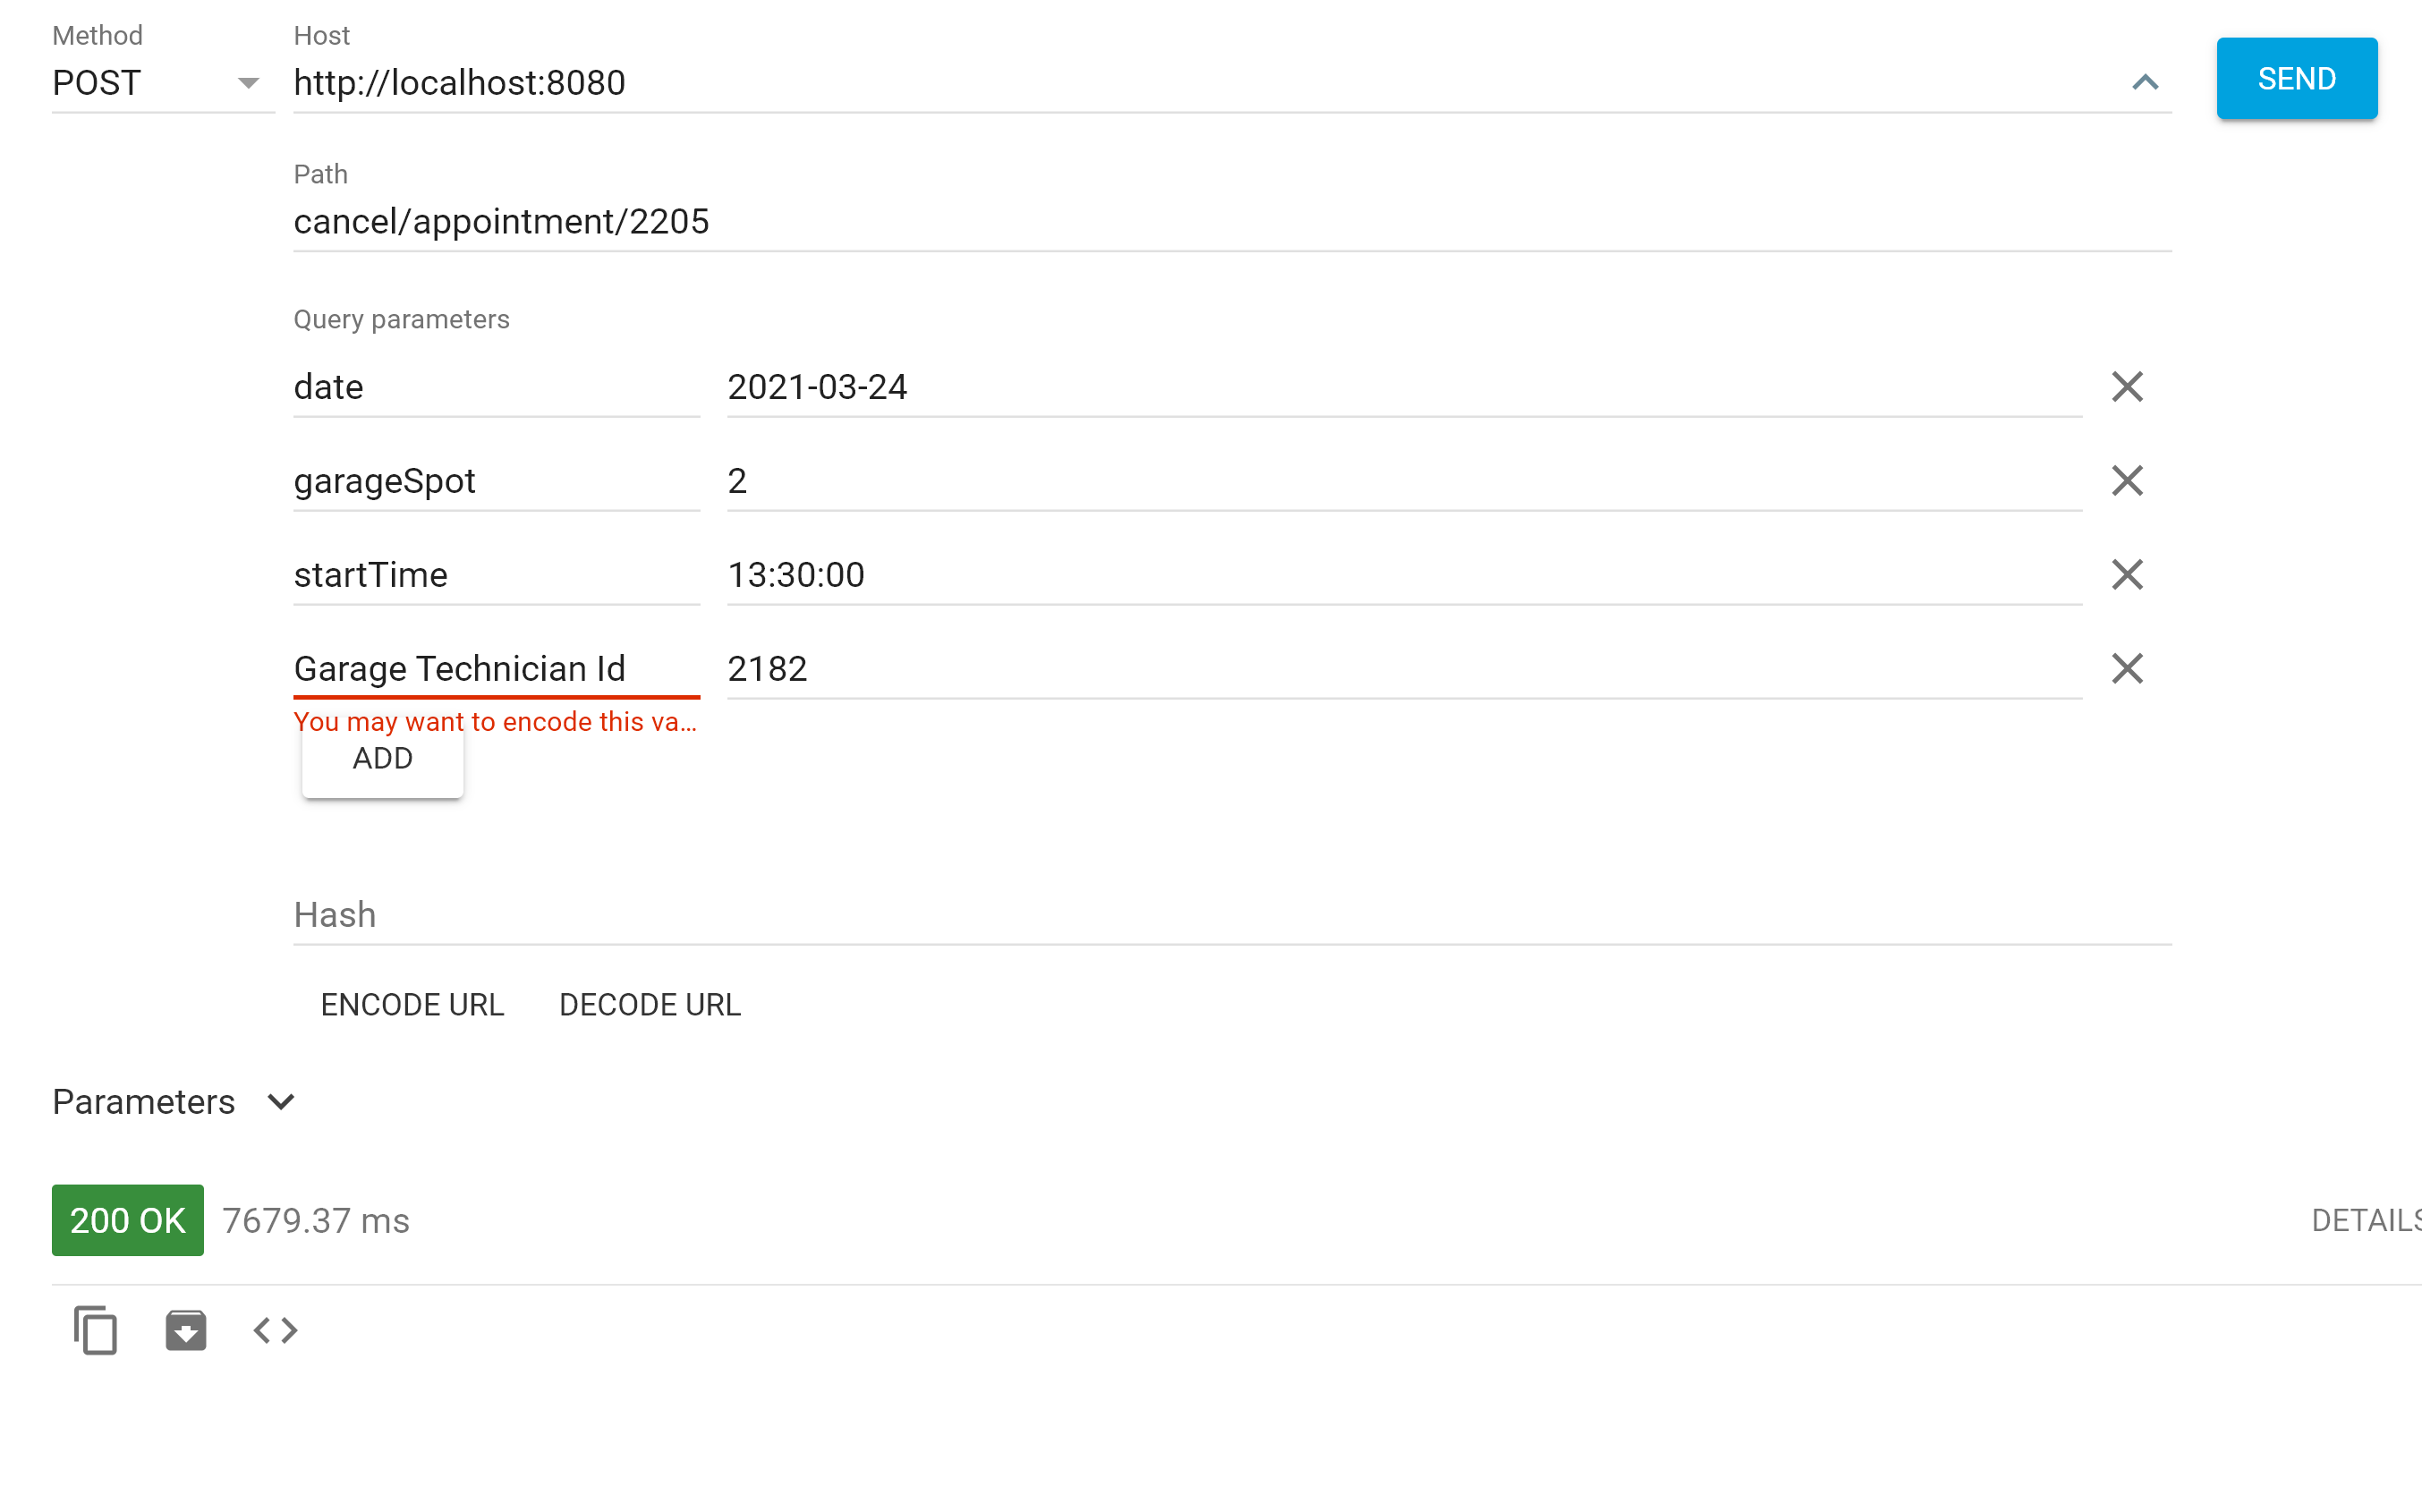 Method
Host
POST
http://localhost:8080
SEND
Path
cancel/appointment/2205
Query parameters
date
2021-03-24
garageSpot
2
startTime
13:30:00
Garage Technician Id
2182
You may want to encode this va...
ADD
Hash
ENCODE URL
DECODE URL
Parameters
200 OK
7679.37 ms
DETAILS